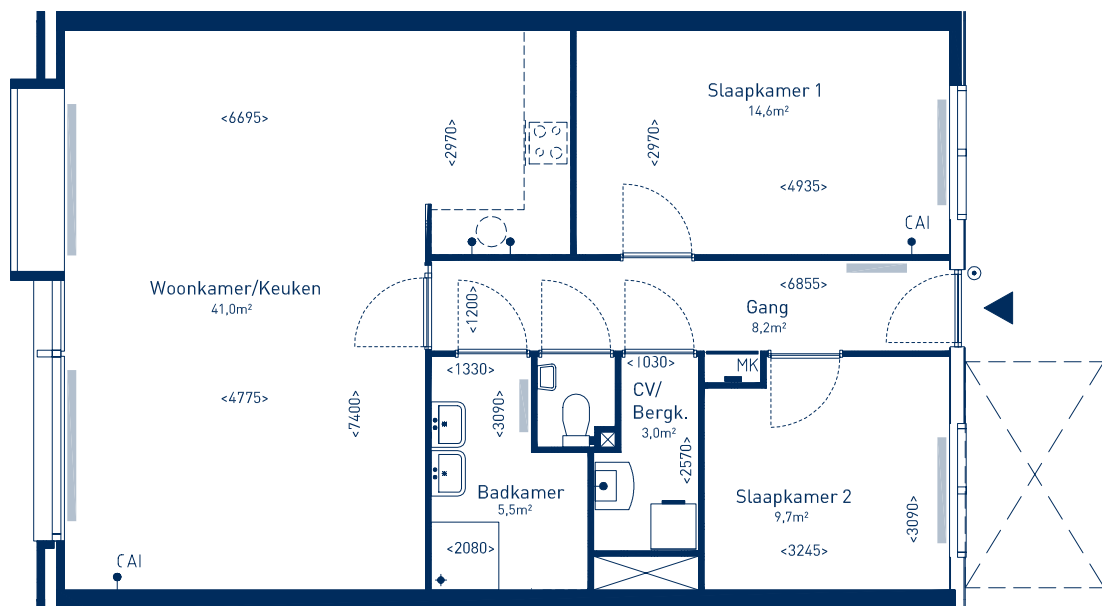 <6695>
<2970>
Slaapkamer 1
14,6m²
<2970>
<4935>
CAI
Woonkamer/Keuken
41,0m²
<1200>
<6855>
Gang
8,2m²
<4775>
<7400>
<1330>
<3090>
<1030>
CV/
Bergk.
3,0m²
<2570>
MK
Badkamer
5,5m²
<2080>
Slaapkamer 2
9,7m²
<3245>
<3090>
CAI